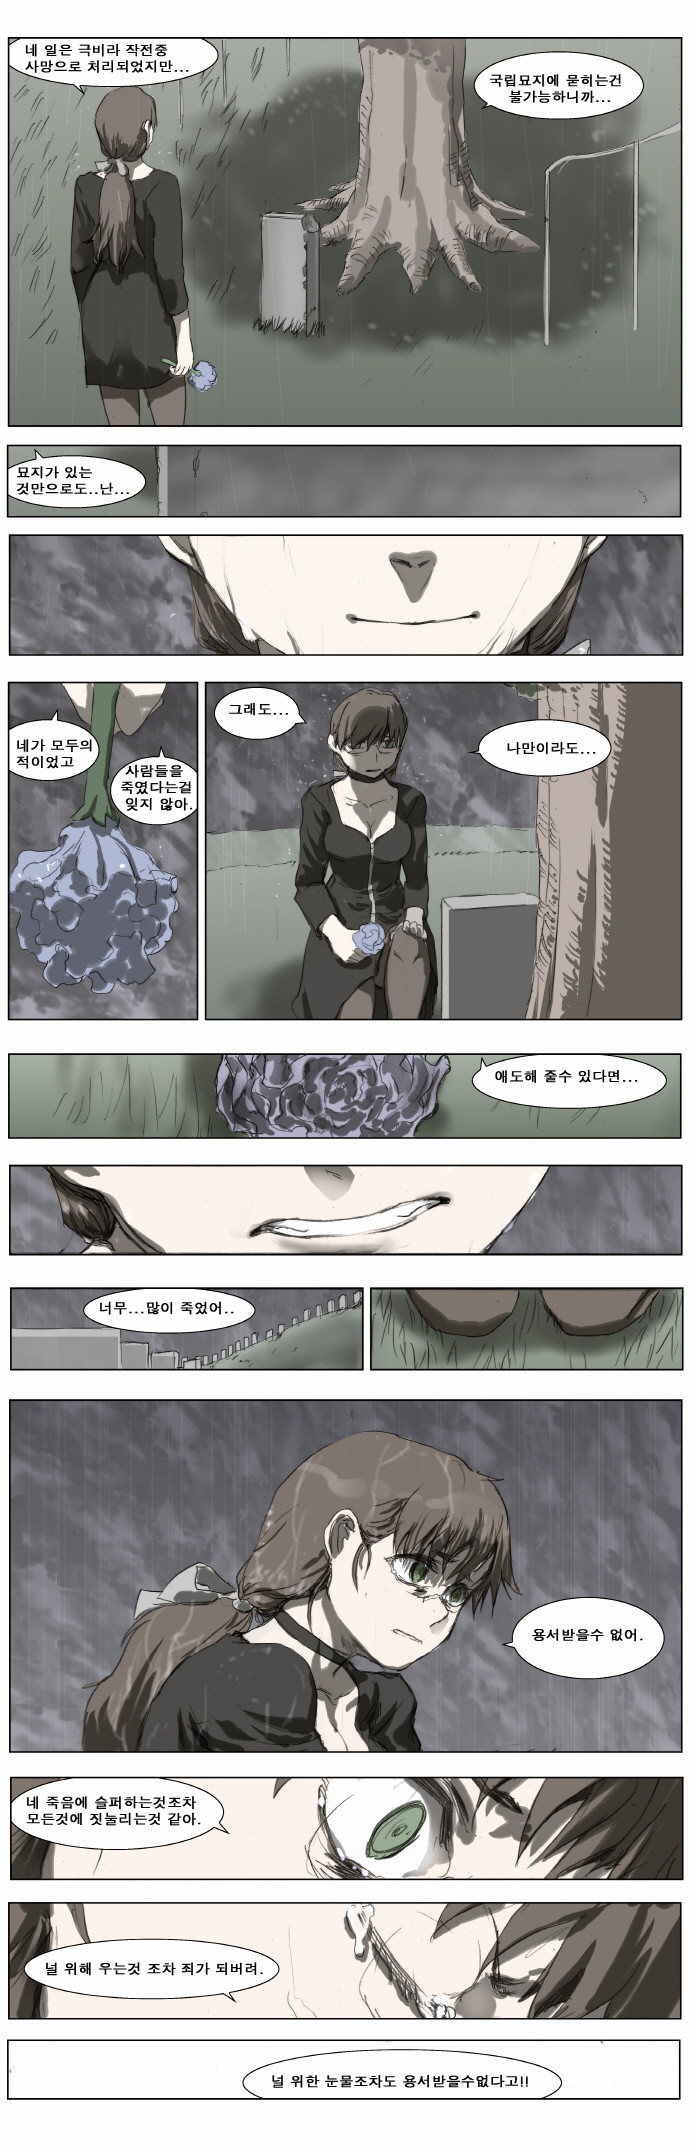 네 일은 극비라 작전중
사망으로 처리되었지만...
국립묘지에 묻히는건
불가능하니까...
묘지가 있는
것만으로도..난...
네가 모두의
적이었고
사람들을
죽였다는걸
잊지 않아.
그래도...
나만이라도...
애도해 줄수 있다면...
너무...많이 죽었어..
용서받을수 없어.
네 죽음에 슬퍼하는것조차
모든것에 짓눌리는것 같아.
널 위해 우는것 조차 죄가 되버려.
널 위한 눈물조차도 용서받을수없다고!!